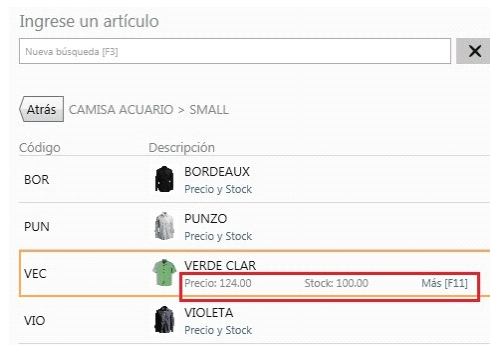 Ingrese un artículo
Nueva búsqueda [F3]
Atrás CAMISA ACUARIO > SMALL
Código Descripción
BOR BORDEAUX
Precio y Stock
PUN PUNZO
Precio y Stock
VEC VERDE CLAR
Precio: 124.00 Stock: 100.00 Más [F11]
VIO VIOLETA
Precio y Stock